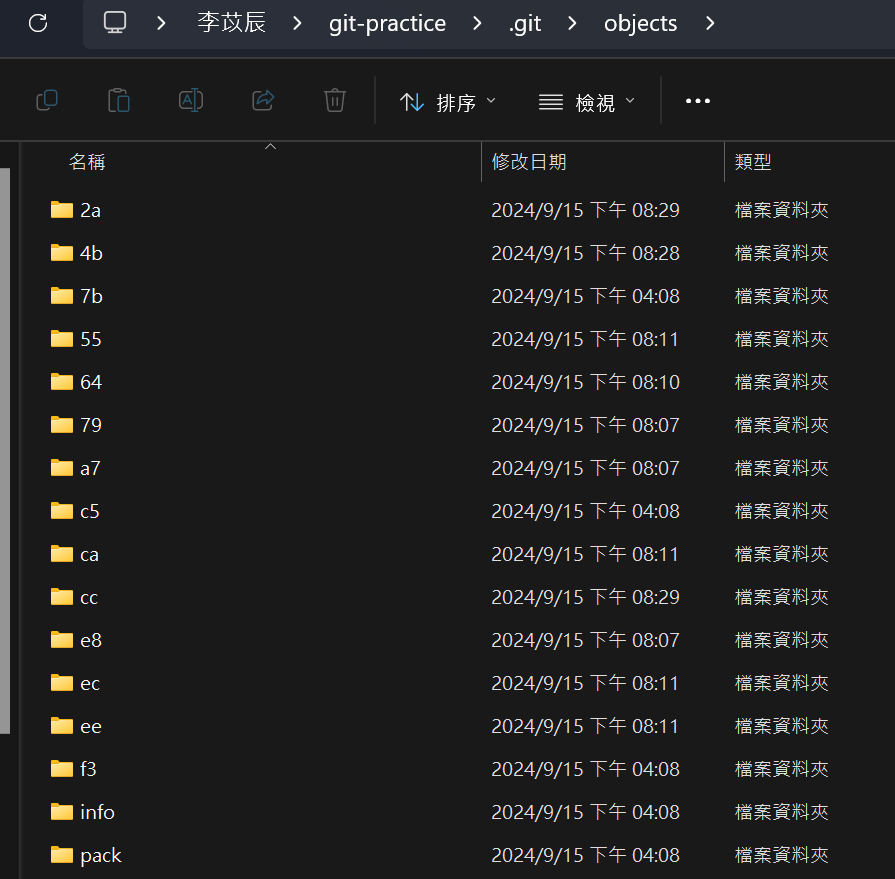 李苡辰 git-practice .git objects
排序 檢視
名稱 修改日期 類型
2a 2024/9/15 下午 08:29 檔案資料夾
4b 2024/9/15 下午 08:28 檔案資料夾
7b 2024/9/15 下午 04:08 檔案資料夾
55 2024/9/15 下午 08:11 檔案資料夾
64 2024/9/15 下午 08:10 檔案資料夾
79 2024/9/15 下午 08:07 檔案資料夾
a7 2024/9/15 下午 08:07 檔案資料夾
c5 2024/9/15 下午 04:08 檔案資料夾
ca 2024/9/15 下午 08:11 檔案資料夾
cc 2024/9/15 下午 08:29 檔案資料夾
e8 2024/9/15 下午 08:07 檔案資料夾
ec 2024/9/15 下午 08:11 檔案資料夾
ee 2024/9/15 下午 08:11 檔案資料夾
f3 2024/9/15 下午 04:08 檔案資料夾
info 2024/9/15 下午 04:08 檔案資料夾
pack 2024/9/15 下午 04:08 檔案資料夾